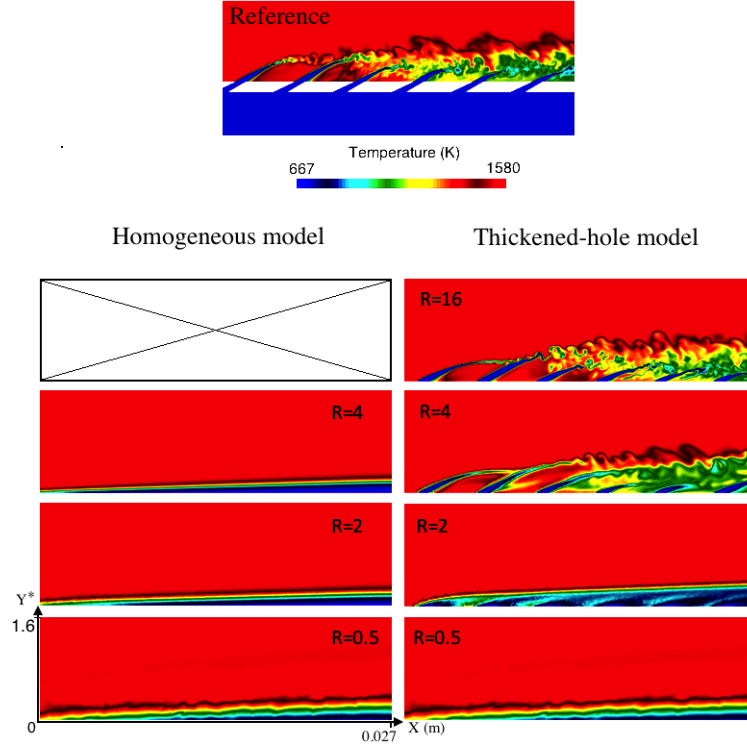 Reference
Temperature (K)
667 1580
Homogeneous model Thickened-hole model
R=16
R=4 R=4
R=2 R=2
Y*
1.6
R=0.5 R=0.5
0
0.027
X (m)